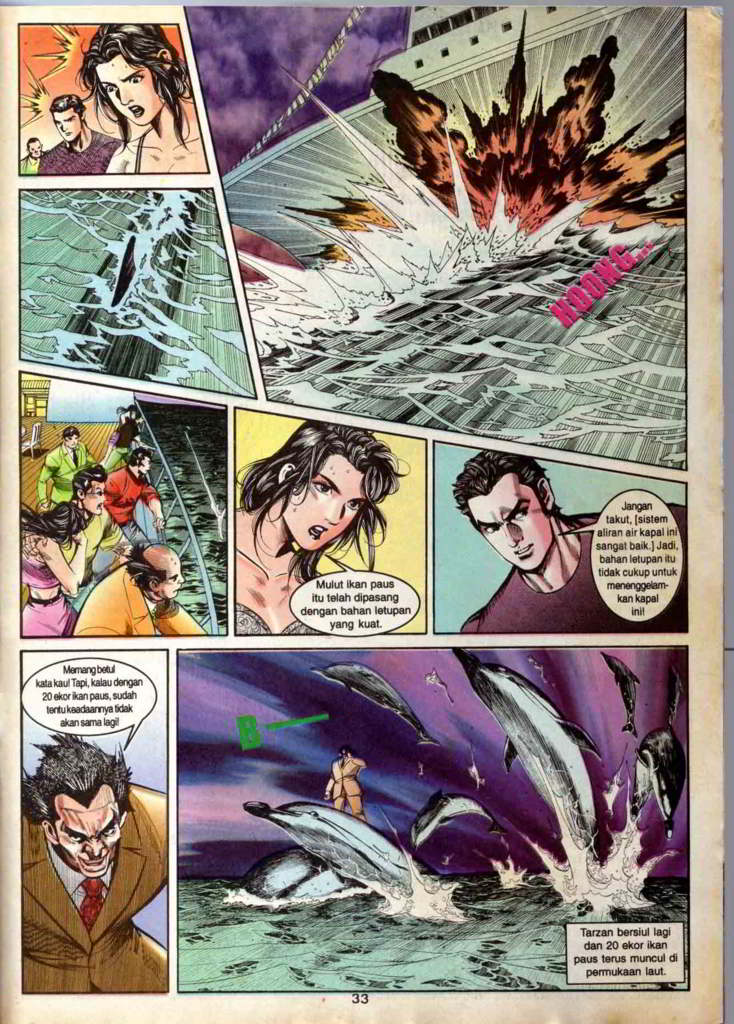 HOONG...
Mulut ikan paus
itu telah dipasang
dengan bahan letupan
yang kuat.
Jangan
takut, [sistem
aliran air kapal ini
sangat baik.] Jadi,
bahan letupan itu
tidak cukup untuk
menenggelam-
kan kapal
ini!
Memang betul
kata kau! Tapi, kalau dengan
20 ekor ikan paus, sudah
tentu keadaannya tidak
akan sama lagi!
B
Tarzan bersiul lagi
dan 20 ekor ikan
paus terus muncul di
permukaan laut.
33